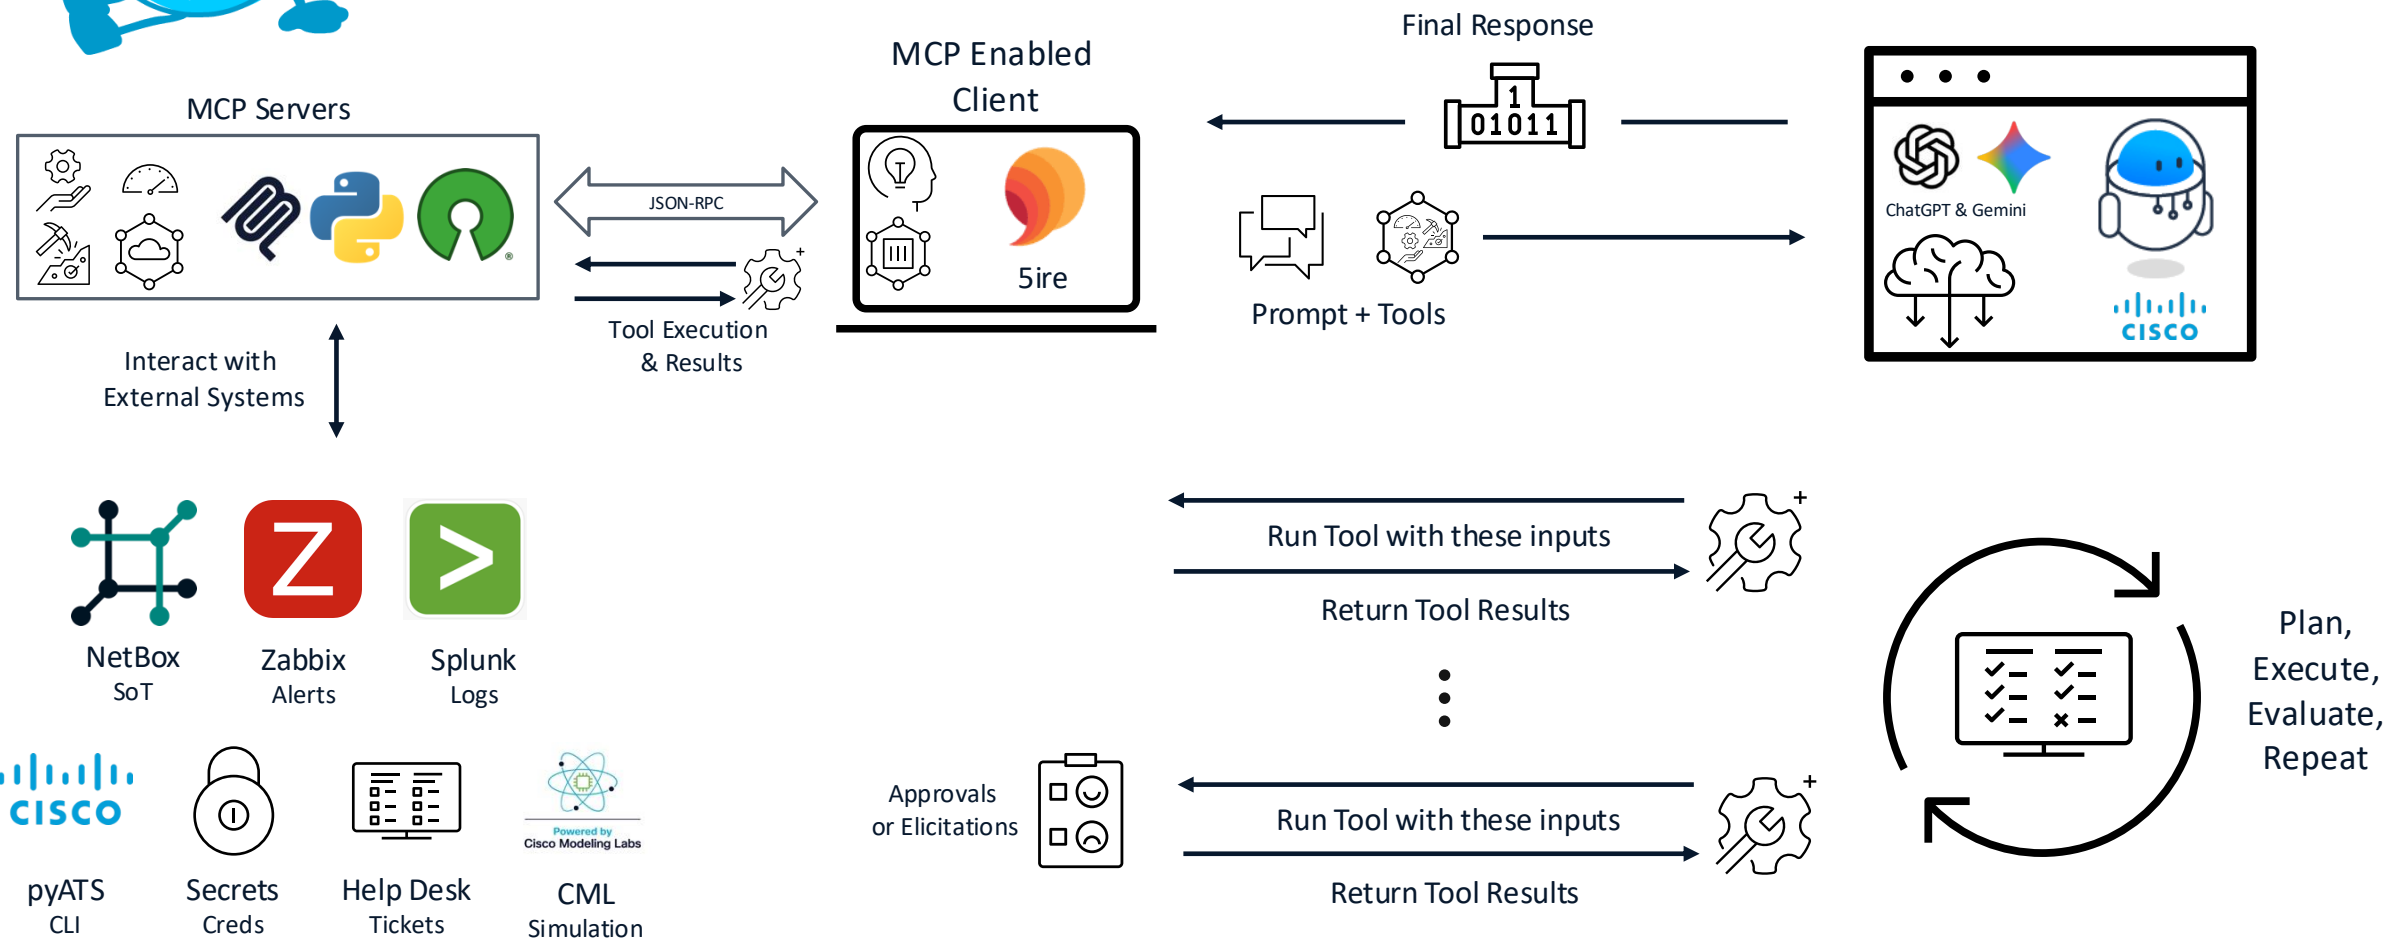 Final Response
MCP Enabled
Client
MCP Servers
1
01011
JSON-RPC
ChatGPT & Gemini
5ire
CISCO
Prompt + Tools
Tool Execution
& Results
Interact with
External Systems
Run Tool with these inputs
Return Tool Results
Z
>
NetBox
SoT
Zabbix
Alerts
Splunk
Logs
Plan,
Execute,
Evaluate,
Repeat
Approvals
or Elicitations
Run Tool with these inputs
Return Tool Results
CISCO
Powered by
Cisco Modeling Labs
pyATS
CLI
Secrets
Creds
Help Desk
Tickets
CML
Simulation